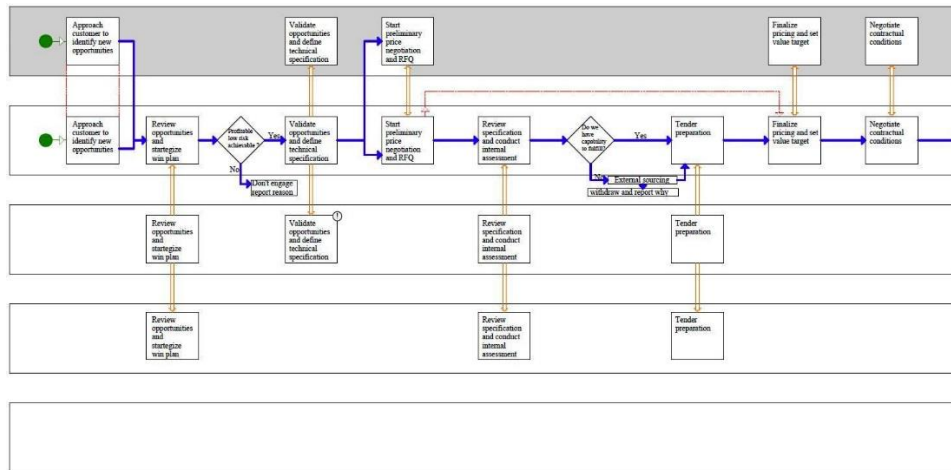 Approach
customer to
identify new
opportunities
Validate
opportunities
and define
technical
specification
Start
preliminary
price
negotiation
and RFQ
Finalize
pricing and set
value target
Negotiate
contractual
conditions
Approach
customer to
identify new
opportunities
Review
opportunities
and
startegize
win plan
Profitable
low risk
achievable ?
Yes
No
Don't engage
report reason
Validate
opportunities
and define
technical
specification
Start
preliminary
price
negotiation
and RFQ
Review
specification
and conduct
internal
assessment
Do we
have
capability
to fulfill?
Yes
No
External sourcing
withdraw and report why
Tender
preparation
Finalize
pricing and set
value target
Negotiate
contractual
conditions
Review
opportunities
and
startegize
win plan
Validate
opportunities
and define
technical
specification
Review
specification
and conduct
internal
assessment
Tender
preparation
Review
opportunities
and
startegize
win plan
Review
specification
and conduct
internal
assessment
Tender
preparation